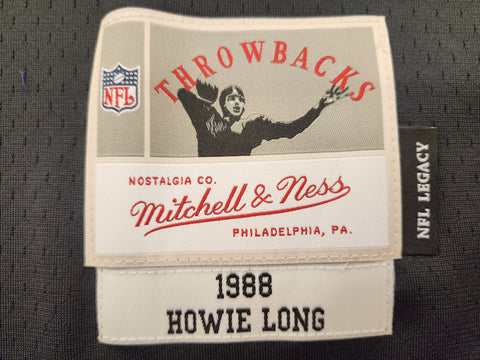 THROWBACKS
NFL
NOSTALGIA CO.
Mitchell & Ness
PHILADELPHIA, PA.
NFL LEGACY
1988
HOWIE LONG